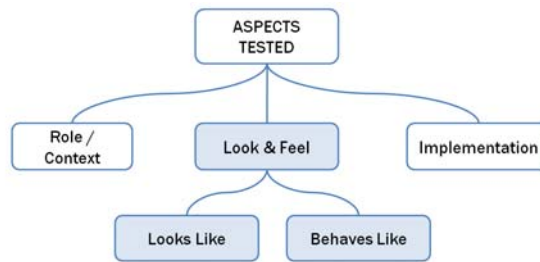 ASPECTS
TESTED
Role /
Context
Look & Feel
Implementation
Looks Like
Behaves Like